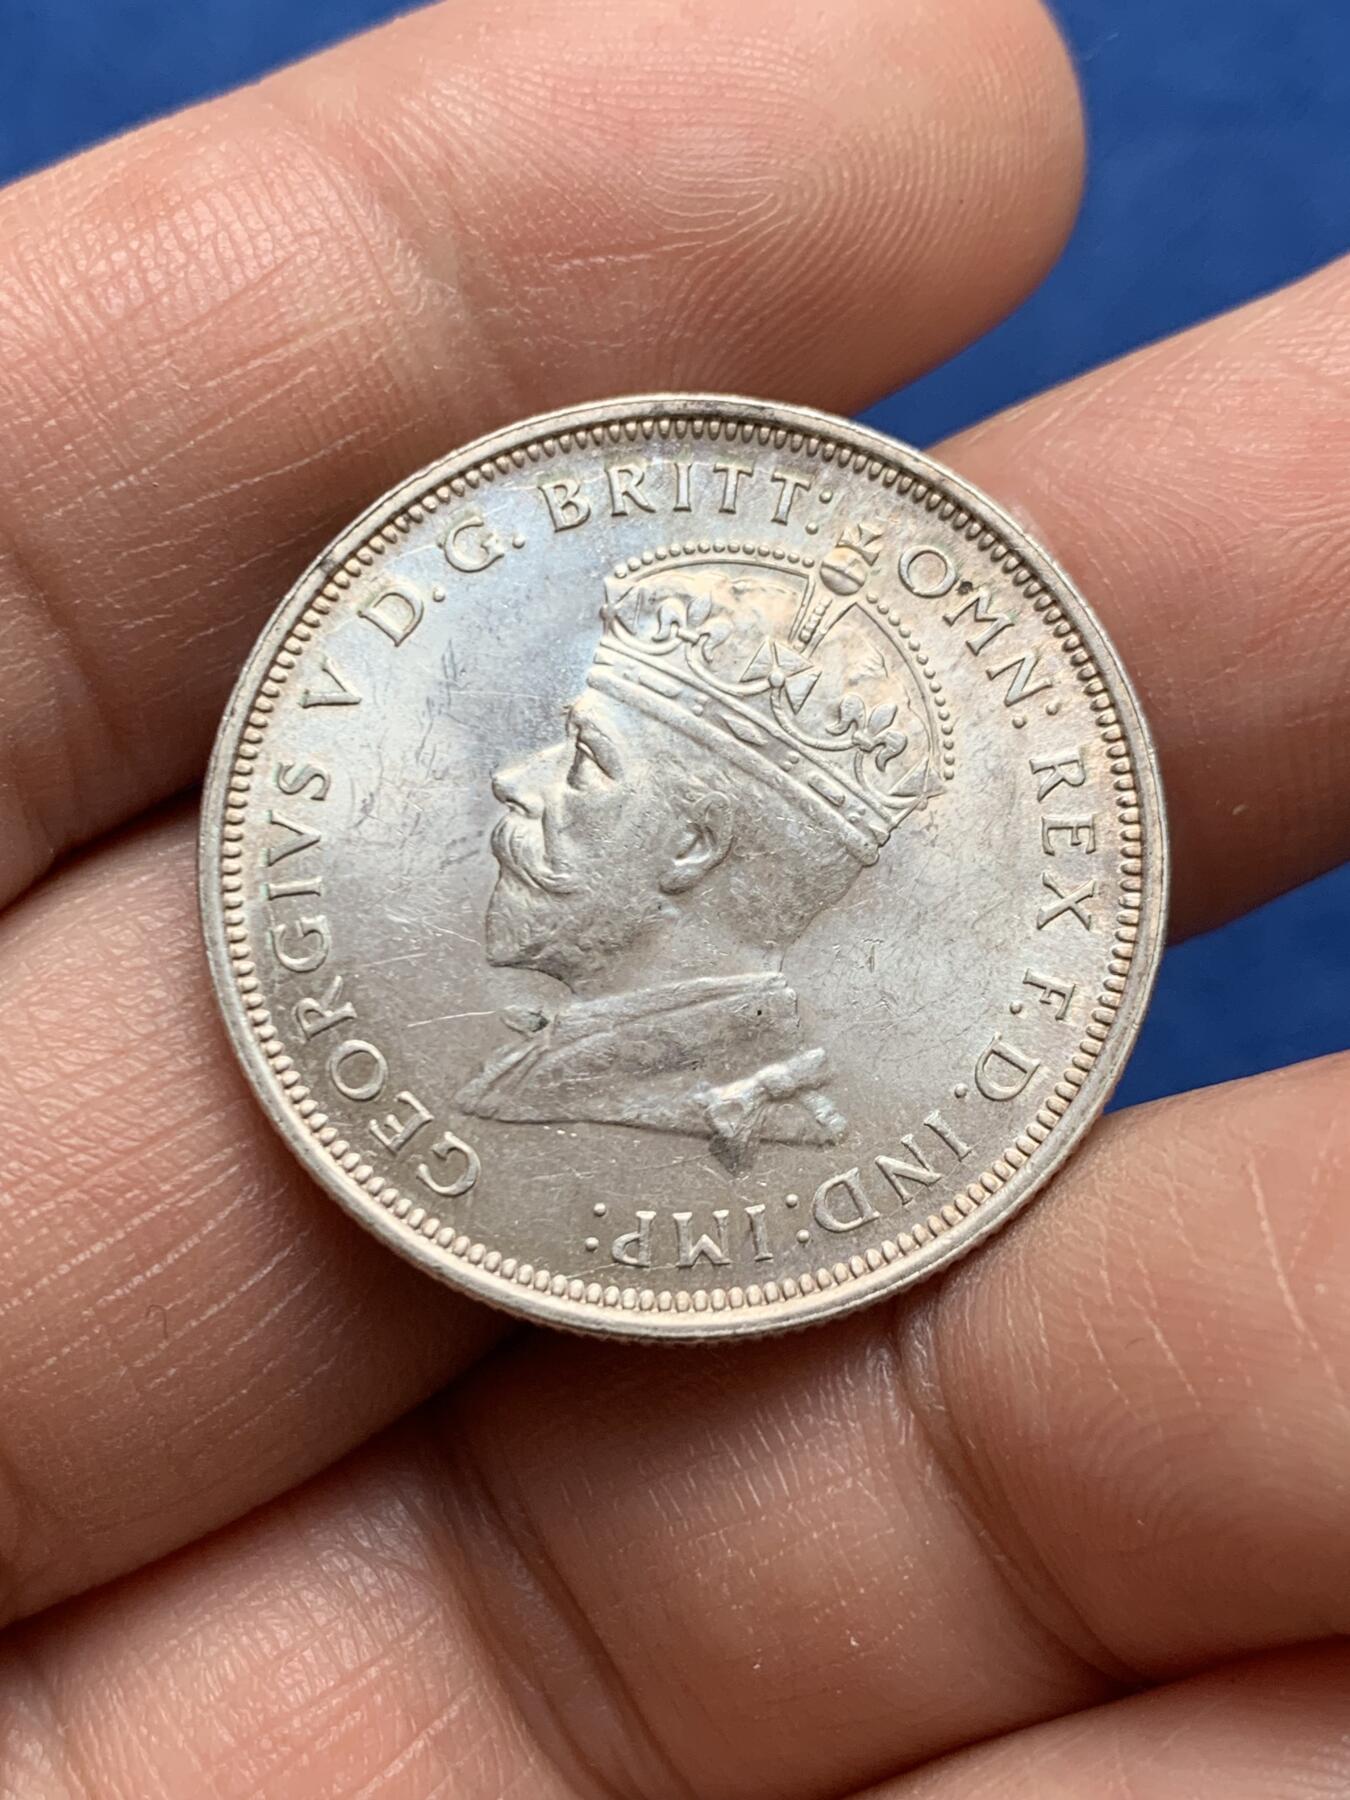 GEORGIVS V D.G. BRITT: OMN: REX F.D. IND: IMP: